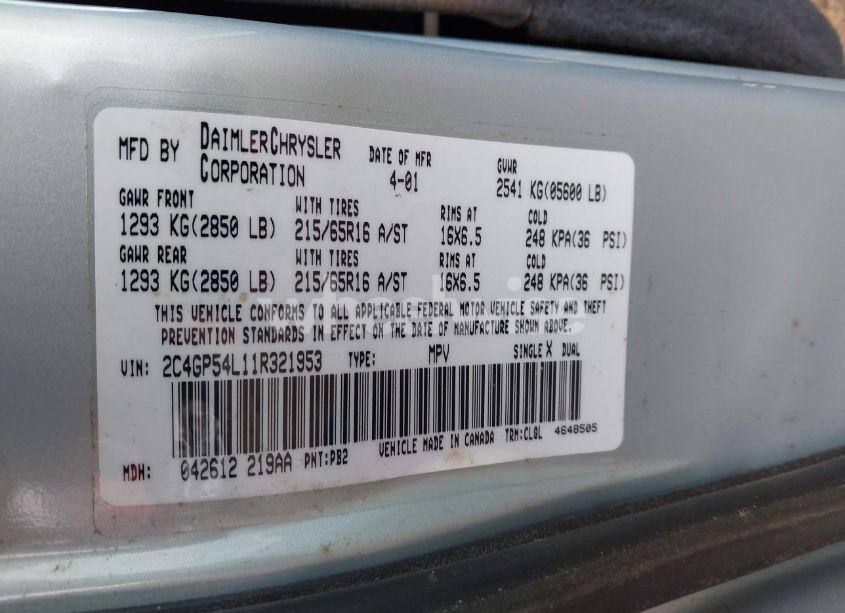 MFD BY DAIMLERCHRYSLER CORPORATION DATE OF MFR 4-01 GVWR 2541 KG(05600 LB)
GAWR FRONT WITH TIRES RIMS AT COLD
1293 KG(2850 LB) 215/65R16 A/ST 16X6.5 248 KPA(36 PSI)
GAWR REAR WITH TIRES RIMS AT COLD
1293 KG(2850 LB) 215/65R16 A/ST 16X6.5 248 KPA(36 PSI)
THIS VEHICLE CONFORMS TO ALL APPLICABLE FEDERAL MOTOR VEHICLE SAFETY AND THEFT
PREVENTION STANDARDS IN EFFECT ON THE DATE OF MANUFACTURE SHOWN ABOVE.
VIN: 2C4GP54L11R321953 TYPE: MPV SINGLE X DUAL
VEHICLE MADE IN CANADA TRM:CLQL 4648505
MDH: 042612 219AA PNT:PB2